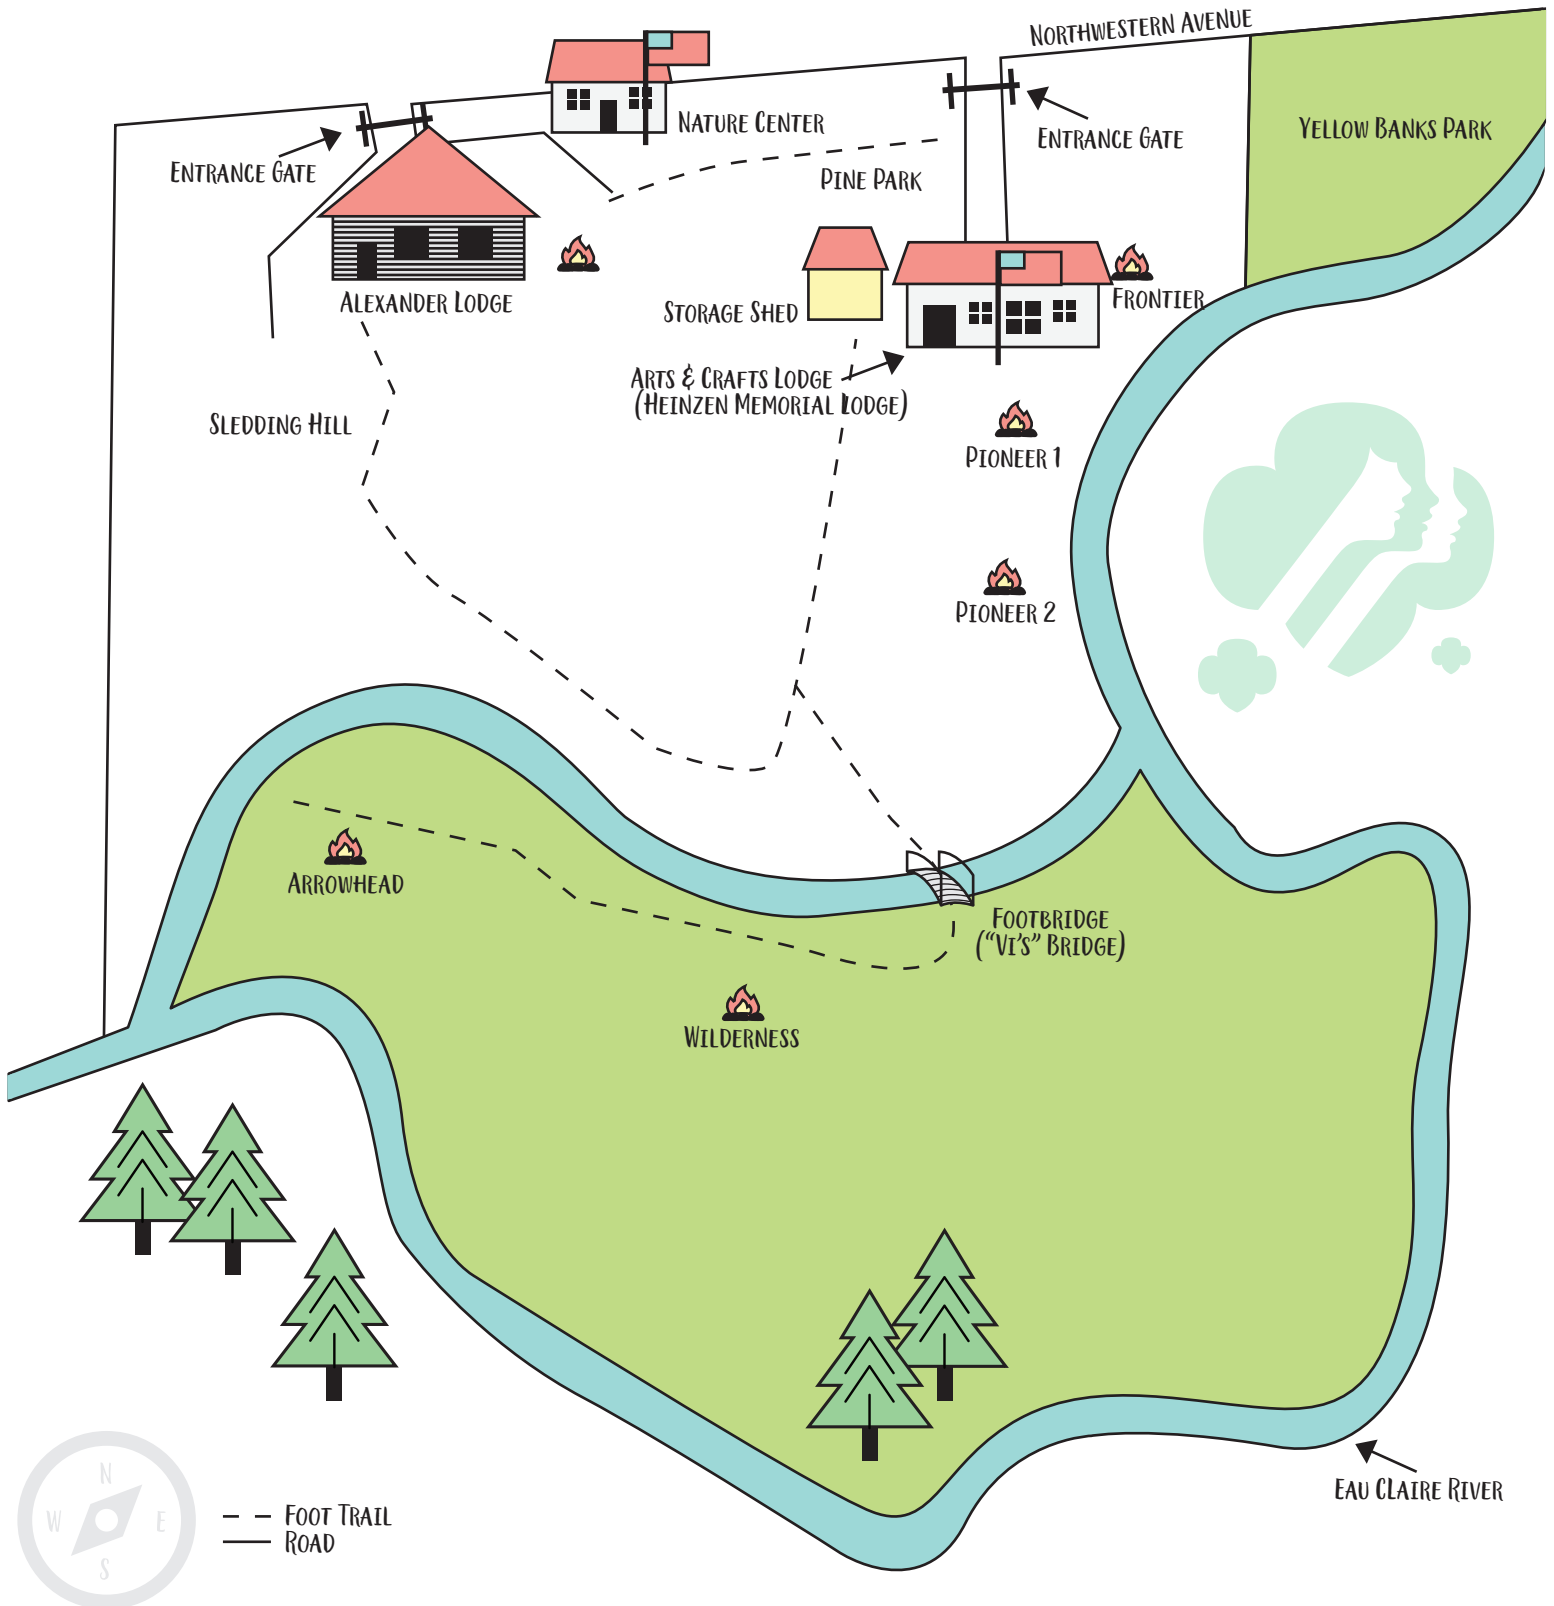 Northwestern Avenue
Nature Center
Entrance Gate
Yellow Banks Park
Entrance Gate
Pine Park
Alexander Lodge
Storage Shed
Frontier
Arts & Crafts Lodge
(Heinzen Memorial Lodge)
Sledding Hill
Pioneer 1
Pioneer 2
Arrowhead
Footbridge
("Vi's" Bridge)
Wilderness
Eau Claire River
N
W
E
S
Foot Trail
Road